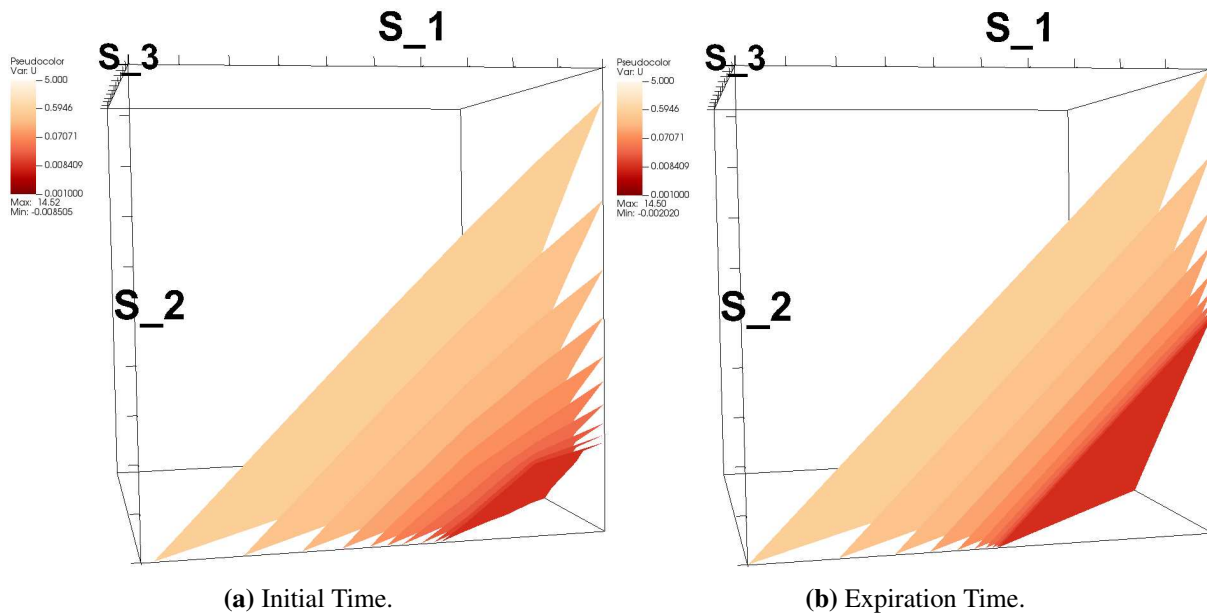 S_1
S_3
Pseudocolor
Var: U
5.000
0.5946
0.07071
0.008409
0.001000
Max: 14.52
Min: -0.008505
S_2
(a) Initial Time.
S_1
S_3
Pseudocolor
Var: U
5.000
0.5946
0.07071
0.008409
0.001000
Max: 14.50
Min: -0.002020
S_2
(b) Expiration Time.